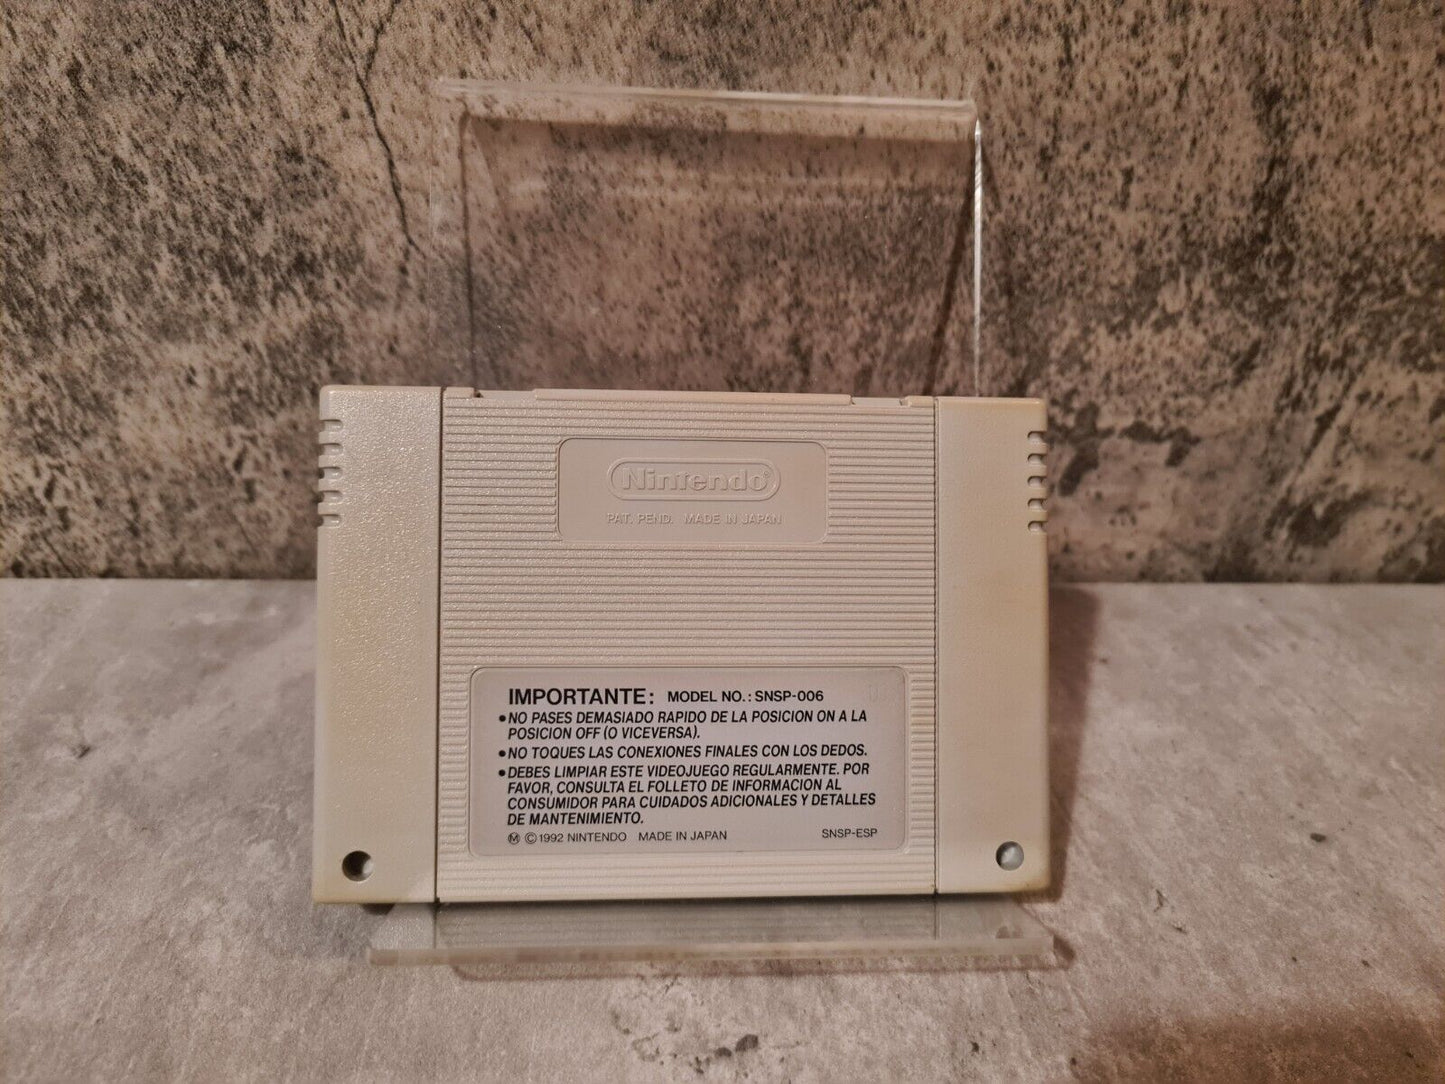 Nintendo®
PAT. PEND. MADE IN JAPAN
IMPORTANTE: MODEL NO.: SNSP-006
• NO PASES DEMASIADO RAPIDO DE LA POSICION ON A LA
POSICION OFF (O VICEVERSA).
• NO TOQUES LAS CONEXIONES FINALES CON LOS DEDOS.
• DEBES LIMPIAR ESTE VIDEOJUEGO REGULARMENTE. POR
FAVOR, CONSULTA EL FOLLETO DE INFORMACION AL
CONSUMIDOR PARA CUIDADOS ADICIONALES Y DETALLES
DE MANTENIMIENTO.
Ⓜ © 1992 NINTENDO MADE IN JAPAN SNSP-ESP